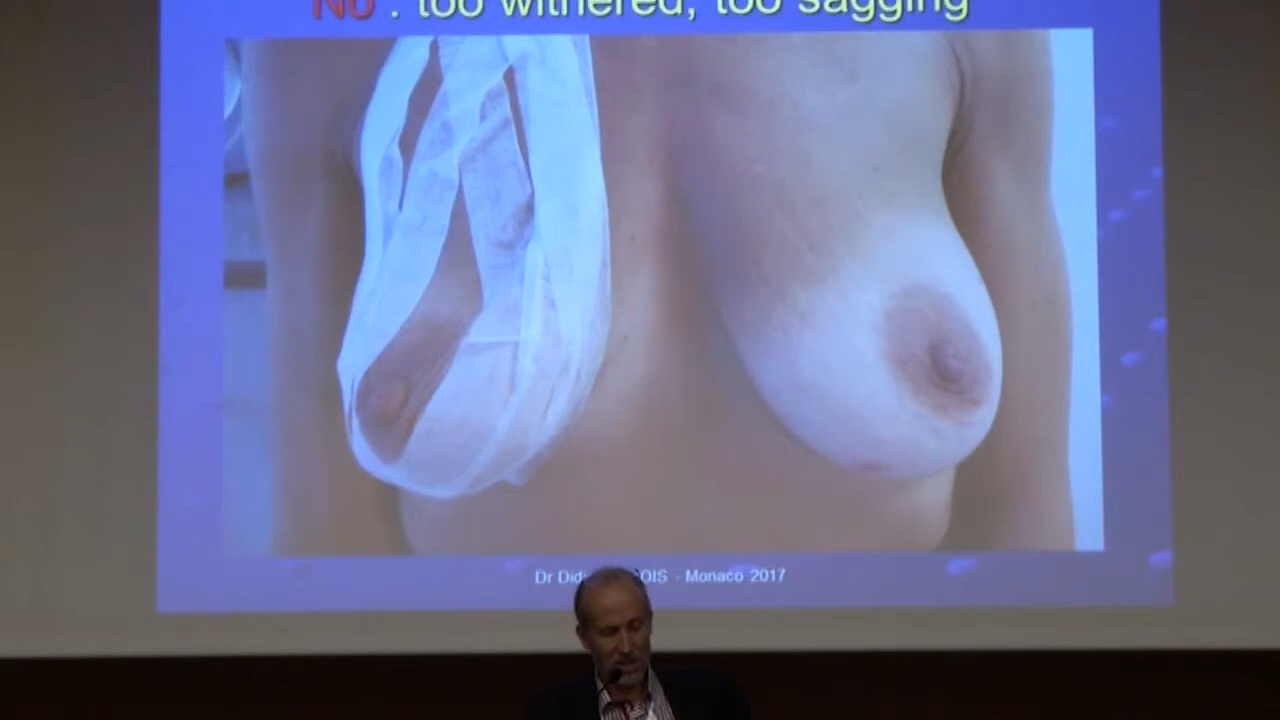 No : too withered, too sagging
Dr Did OIS - Monaco 2017